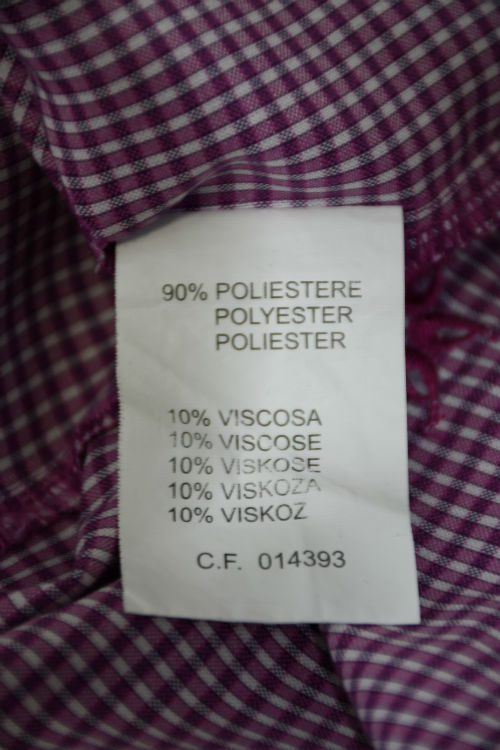 90% POLIESTERE
POLYESTER
POLIESTER
10% VISCOSA
10% VISCOSE
10% VISKOSE
10% VISKOZA
10% VISKOZ
C.F. 014393